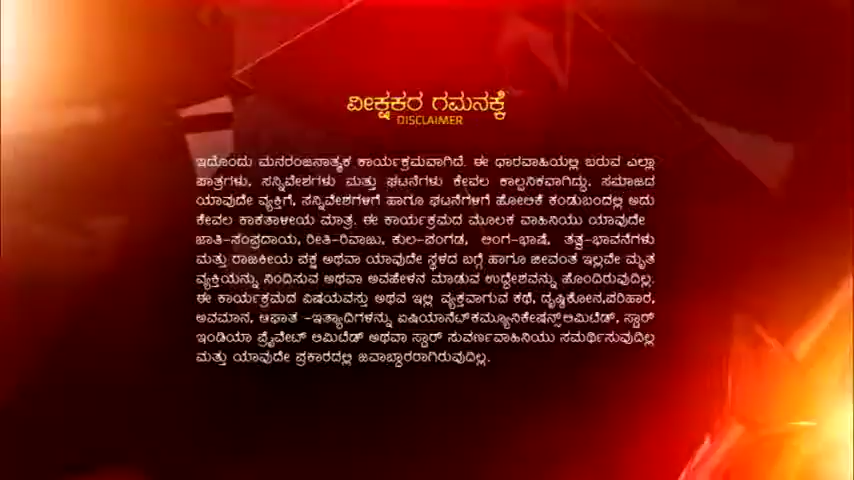 ವೀಕ್ಷಕರ ಗಮನಕ್ಕೆ
DISCLAIMER
ಇದೊಂದು ಮನರಂಜನಾತ್ಮಕ ಕಾರ್ಯಕ್ರಮವಾಗಿದೆ. ಈ ಧಾರವಾಹಿಯಲ್ಲಿ ಬರುವ ಎಲ್ಲಾ
ಪಾತ್ರಗಳು, ಸನ್ನಿವೇಶಗಳು ಮತ್ತು ಘಟನೆಗಳು ಕೇವಲ ಕಾಲ್ಪನಿಕವಾಗಿದ್ದು, ಸಮಾಜದ
ಯಾವುದೇ ವ್ಯಕ್ತಿಗೆ, ಸನ್ನಿವೇಶಗಳಿಗೆ ಹಾಗೂ ಘಟನೆಗಳಿಗೆ ಹೋಲಿಕೆ ಕಂಡುಬಂದಲ್ಲಿ ಅದು
ಕೇವಲ ಕಾಕತಾಳೀಯ ಮಾತ್ರ. ಈ ಕಾರ್ಯಕ್ರಮದ ಮೂಲಕ ವಾಹಿನಿಯು ಯಾವುದೇ
ಜಾತಿ-ಸಂಪ್ರದಾಯ, ರೀತಿ-ರಿವಾಜು, ಕುಲ-ಪಂಗಡ, ಲಿಂಗ-ಭಾಷೆ, ತತ್ವ-ಭಾವನೆಗಳು
ಮತ್ತು ರಾಜಕೀಯ ಪಕ್ಷ ಅಥವಾ ಯಾವುದೇ ಸ್ಥಳದ ಬಗ್ಗೆ ಹಾಗೂ ಜೀವಂತ ಇಲ್ಲವೇ ಮೃತ
ವ್ಯಕ್ತಿಯನ್ನು ನಿಂದಿಸುವ ಅಥವಾ ಅವಹೇಳನ ಮಾಡುವ ಉದ್ದೇಶವನ್ನು ಹೊಂದಿರುವುದಿಲ್ಲ.
ಈ ಕಾರ್ಯಕ್ರಮದ ವಿಷಯವಸ್ತು ಅಥವ ಇಲ್ಲಿ ವ್ಯಕ್ತವಾಗುವ ಕಥೆ, ದೃಷ್ಟಿಕೋನ,ಪರಿಹಾರ,
ಅವಮಾನ, ಆಘಾತ -ಇತ್ಯಾದಿಗಳನ್ನು ಏಷಿಯಾನೆಟ್‌ಕಮ್ಯೂನಿಕೇಷನ್ಸ್‌ಲಿಮಿಟೆಡ್, ಸ್ಟಾರ್
ಇಂಡಿಯಾ ಪ್ರೈವೇಟ್ ಲಿಮಿಟೆಡ್ ಅಥವಾ ಸ್ಟಾರ್ ಸುವರ್ಣವಾಹಿನಿಯು ಸಮರ್ಥಿಸುವುದಿಲ್ಲ
ಮತ್ತು ಯಾವುದೇ ಪ್ರಕಾರದಲ್ಲಿ ಜವಾಬ್ದಾರರಾಗಿರುವುದಿಲ್ಲ.